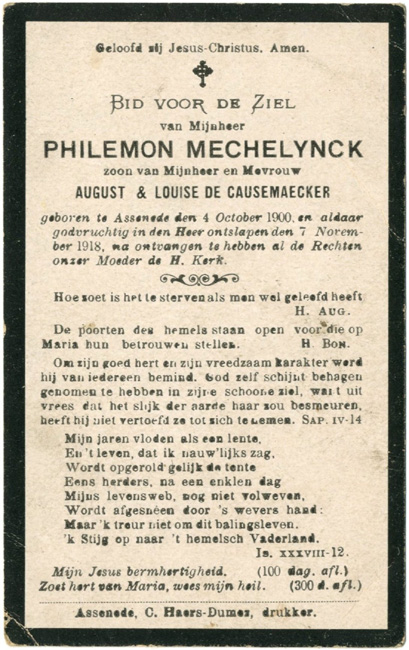 Geloofd zij Jesus-Christus. Amen.
BID VOOR DE ZIEL
van Mijnheer
PHILEMON MECHELYNCK
zoon van Mijnheer en Mevrouw
AUGUST & LOUISE DE CAUSEMAECKER
geboren te Assenede den 4 October 1900, en aldaar
godvruchtig in den Heer ontslapen den 7 Novem-
ber 1918, na ontvangen te hebben al de Rechten
onzer Moeder de H. Kerk.
Hoe zoet is het te sterven als men wel geleefd heeft
H. AUG.
De poorten des hemels staan open voor die op
Maria hun betrouwen stellen. H. BON.
Om zijn goed hert en zijn vreedzaam karakter werd
hij van iedereen bemind. God zelf schijnt behagen
genomen te hebben in zijne schoone ziel, want uit
vrees dat het slijk der aarde haar zou besmeuren,
heeft hij niet vertoefd ze tot zich te nemen. SAP. IV-14
Mijn jaren vloden als een lente,
En 't leven, dat ik nauw'lijks zag,
Wordt opgerold gelijk de tente
Eens herders, na een enklen dag
Mijns levensweb, nog niet volweven,
Wordt afgesneen door 's wevers hand:
Maar 'k treur niet om dit balingsleven.
'k Stijg op naar 't hemelsch Vaderland.
Is. XXXVIII-12.
Mijn Jesus bermhertigheid. (100 dag. afl.)
Zoet hert van Maria, wees mijn heil. (300 d. afl.)
Assenede, C. Haers-Dumez, drukker.